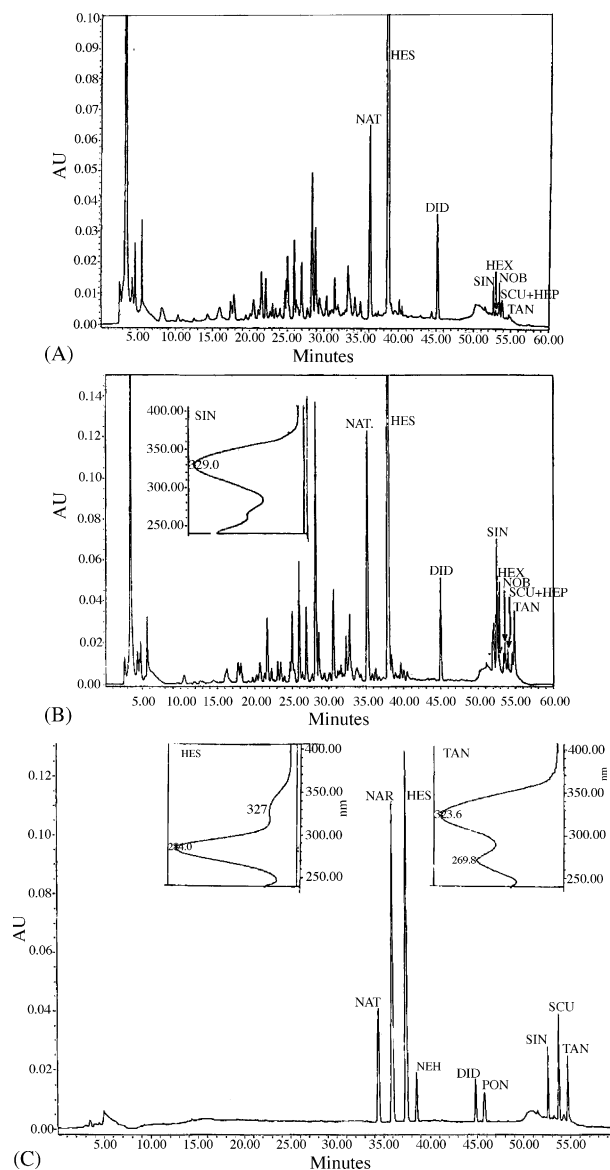 0.10
0.09
0.08
0.07
0.06
0.05
0.04
0.03
0.02
0.01
0.00
AU
HES
NAT
DID
HEX
SIN
NOB
SCU+HEP
TAN
5.00
10.00
15.00
20.00
25.00
30.00
35.00
40.00
45.00
50.00
55.00
60.00
Minutes
(A)
0.14
0.12
0.10
0.08
0.06
0.04
0.02
0.00
AU
400.00
350.00
300.00
250.00
SIN
329.0
NAT.
HES
DID
SIN
HEX
NOB
SCU+HEP
TAN
5.00
10.00
15.00
20.00
25.00
30.00
35.00
40.00
45.00
50.00
55.00
60.00
Minutes
(B)
0.12
0.10
0.08
0.06
0.04
0.02
0.00
AU
HES
327
284.0
400.00
350.00
300.00
250.00
nm
TAN
323.6
269.8
400.00
350.00
300.00
250.00
nm
NAR
HES
NAT
NEH
DID
PON
SIN
SCU
TAN
5.00
10.00
15.00
20.00
25.00
30.00
35.00
40.00
45.00
50.00
55.00
Minutes
(C)